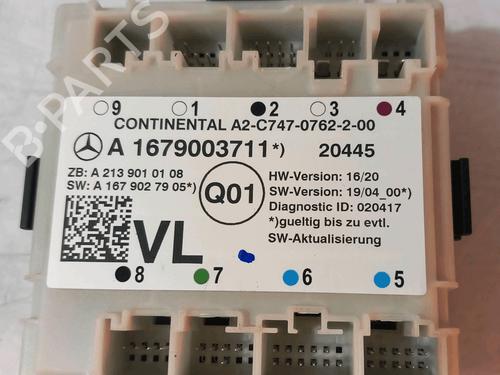 B-PARTS
9 1 2 3 4
CONTINENTAL A2-C747-0762-2-00
A 1679003711*) 20445
ZB: A 213 901 01 08
SW: A 167 902 79 05*)
Q01
HW-Version: 16/20
SW-Version: 19/04_00*)
Diagnostic ID: 020417
*)gueltig bis zu evtl.
SW-Aktualisierung
VL
8 7 6 5